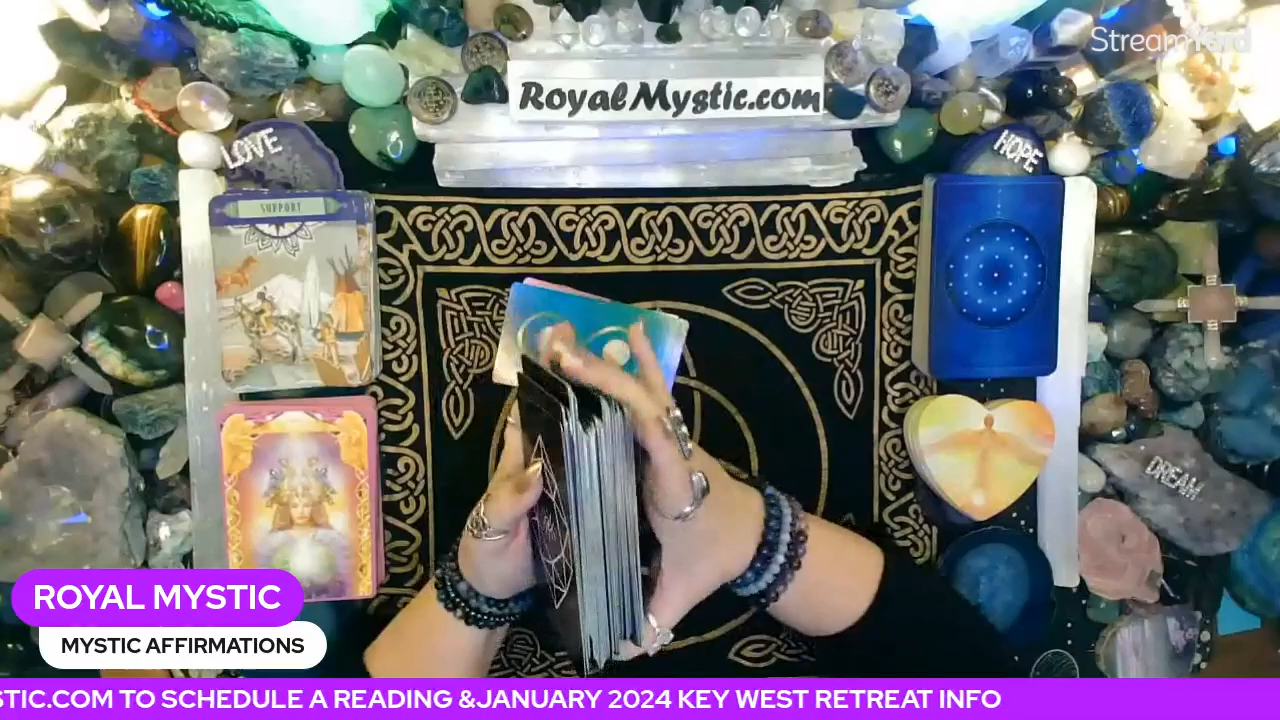 StreamYard
RoyalMystic.com
LOVE
HOPE
SUPPORT
DREAM
ROYAL MYSTIC
MYSTIC AFFIRMATIONS
STIC.COM TO SCHEDULE A READING &JANUARY 2024 KEY WEST RETREAT INFO